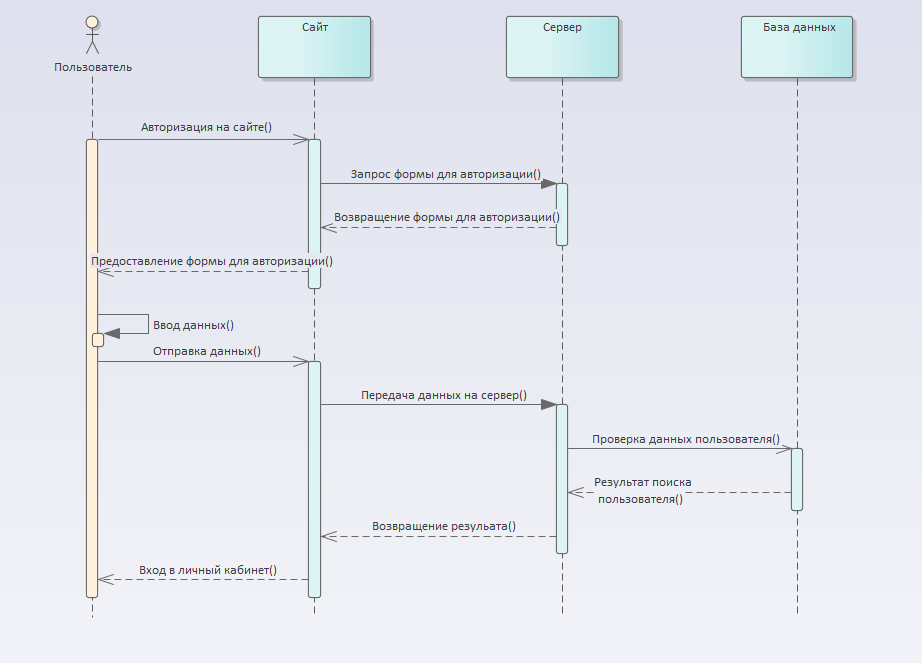 Сайт
Сервер
База данных
Пользователь
Авторизация на сайте()
Запрос формы для авторизации()
Возвращение формы для авторизации()
Предоставление формы для авторизации()
Ввод данных()
Отправка данных()
Передача данных на сервер()
Проверка данных пользователя()
Результат поиска
пользователя()
Возвращение резульата()
Вход в личный кабинет()